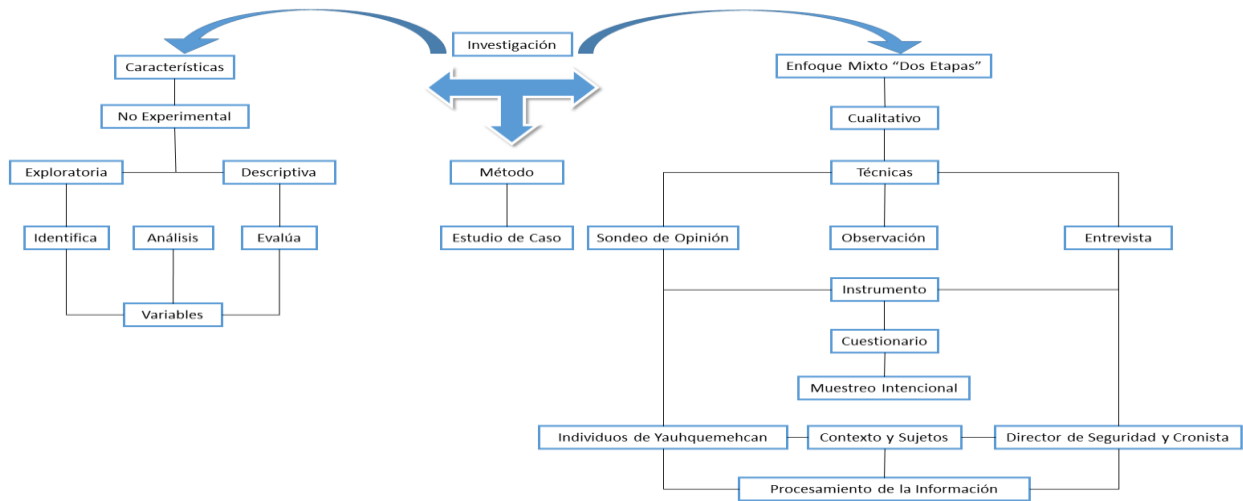 Investigación
Características
Enfoque Mixto “Dos Etapas”
No Experimental
Cualitativo
Exploratoria
Descriptiva
Método
Técnicas
Identifica
Análisis
Evalúa
Estudio de Caso
Sondeo de Opinión
Observación
Entrevista
Variables
Instrumento
Cuestionario
Muestreo Intencional
Individuos de Yauhquemehcan
Contexto y Sujetos
Director de Seguridad y Cronista
Procesamiento de la Información